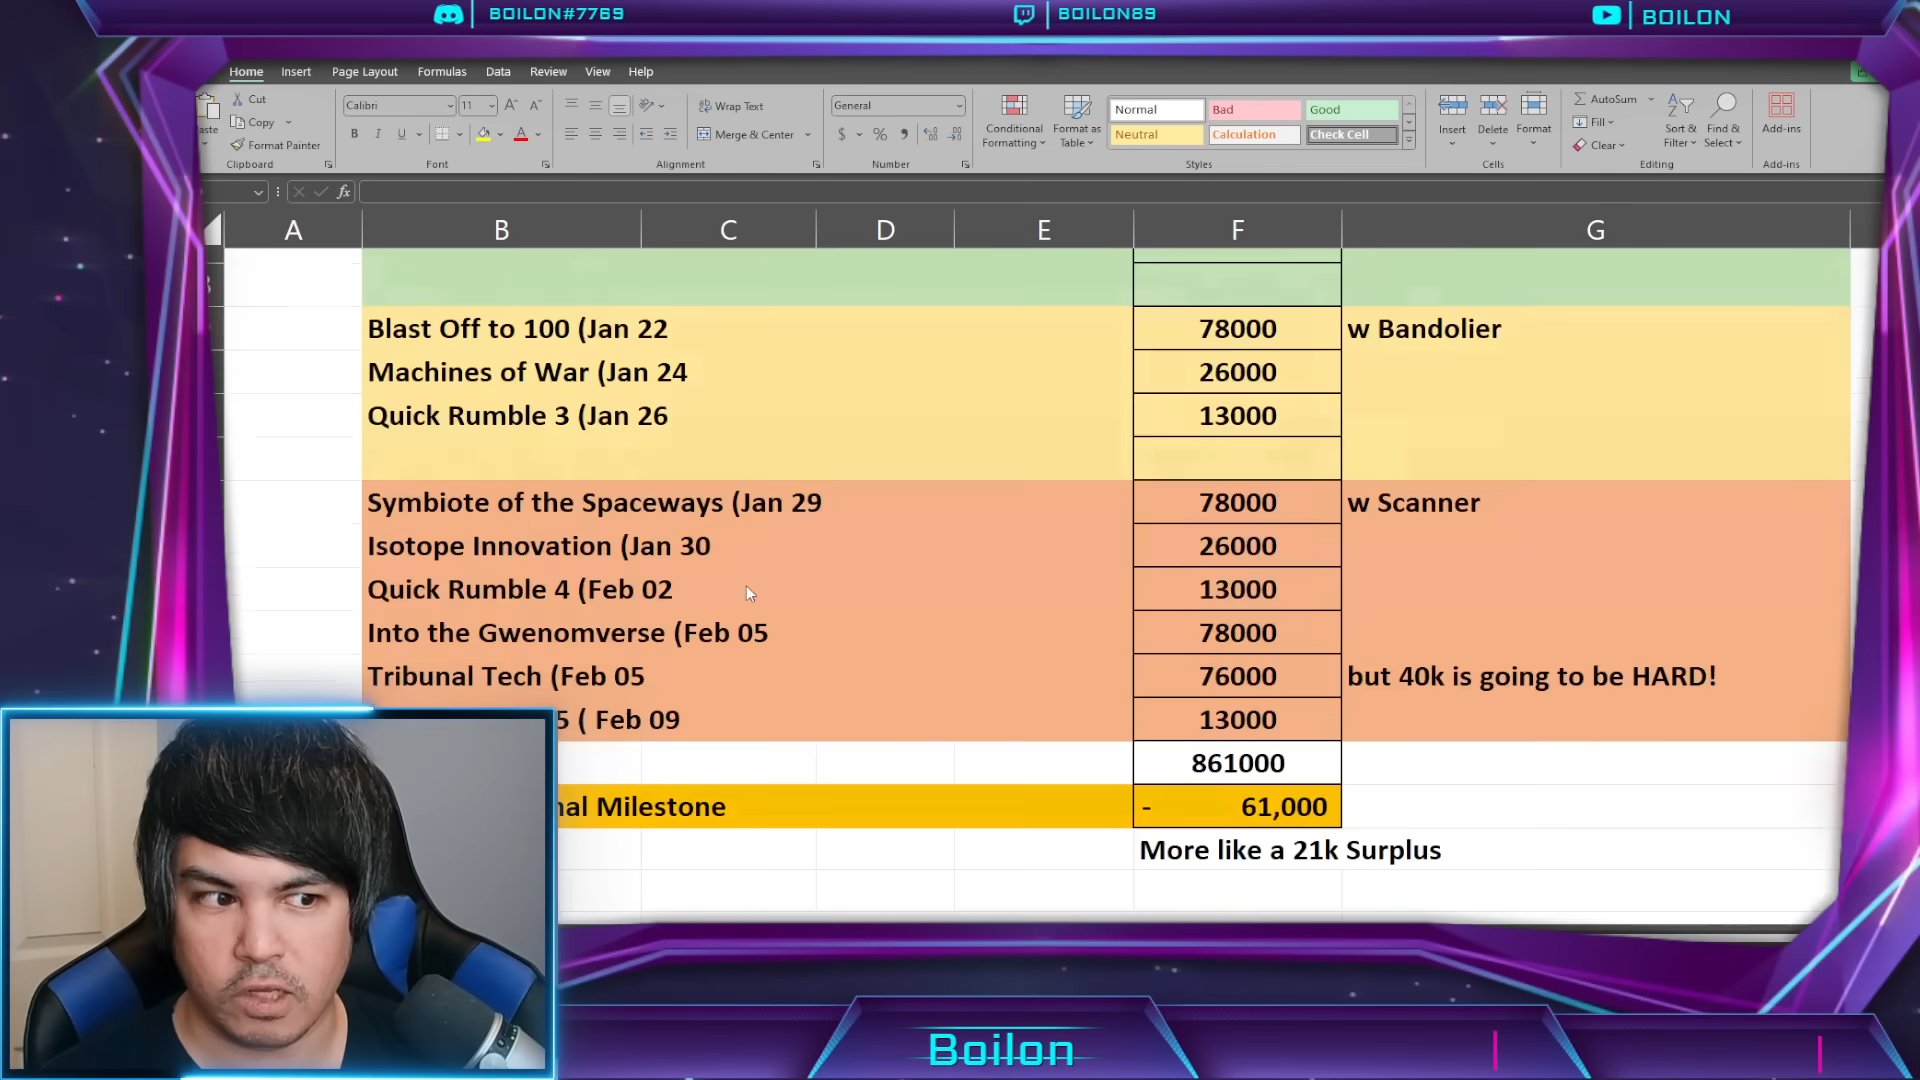 BOILON#7769
BOILON89
BOILON
Home Insert Page Layout Formulas Data Review View Help
Cut
Copy
Format Painter
Clipboard
Calibri 11
B I U
Font
Wrap Text
Merge & Center
Alignment
General
$ %
Number
Conditional Formatting
Format as Table
Normal Bad Good
Neutral Calculation Check Cell
Styles
Insert Delete Format
Cells
AutoSum
Fill
Clear
Sort & Filter
Find & Select
Editing
Add-ins
Add-ins
fx
A B C D E F G
Blast Off to 100 (Jan 22 78000 w Bandolier
Machines of War (Jan 24 26000
Quick Rumble 3 (Jan 26 13000
Symbiote of the Spaceways (Jan 29 78000 w Scanner
Isotope Innovation (Jan 30 26000
Quick Rumble 4 (Feb 02 13000
Into the Gwenomverse (Feb 05 78000
Tribunal Tech (Feb 05 76000 but 40k is going to be HARD!
5 ( Feb 09 13000
861000
Milestone - 61,000
More like a 21k Surplus
Boilon